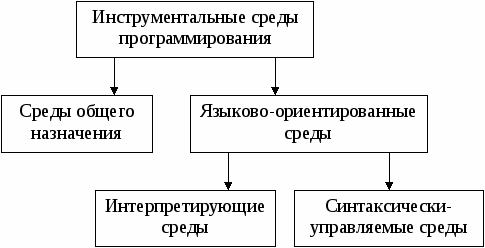 Инструментальные среды
программирования
Среды общего
назначения
Языково-ориентированные
среды
Интерпретирующие
среды
Синтаксически-
управляемые среды